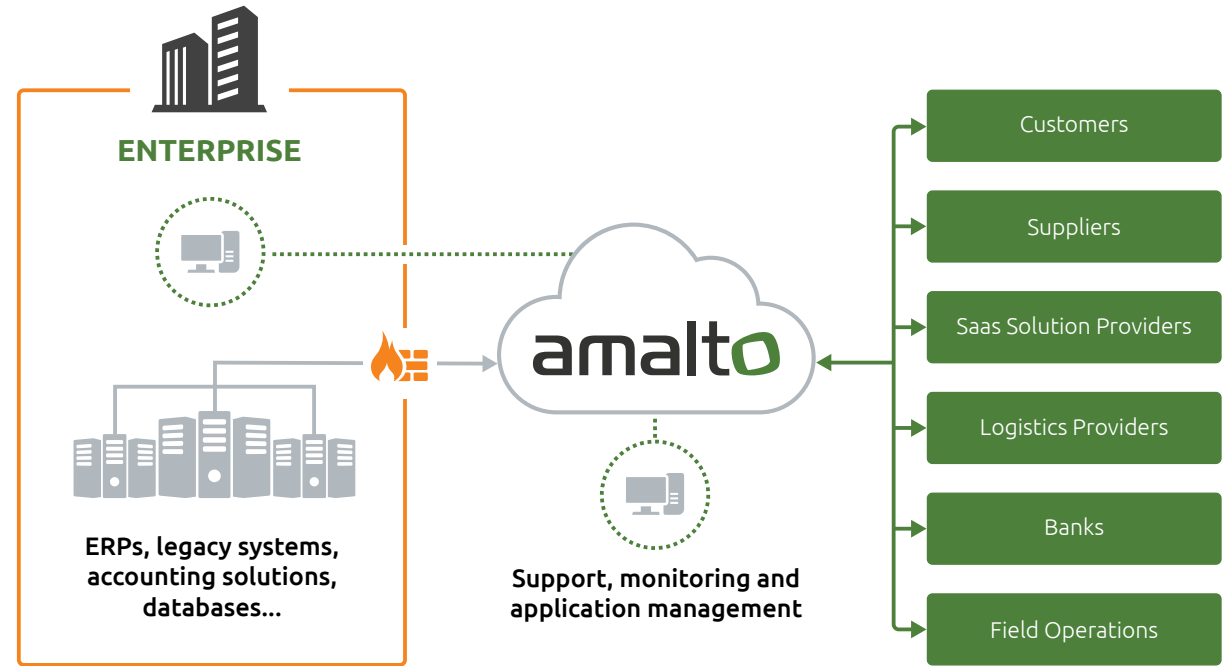 ENTERPRISE
ERPs, legacy systems,
accounting solutions,
databases...
amalto
Support, monitoring and
application management
Customers
Suppliers
Saas Solution Providers
Logistics Providers
Banks
Field Operations